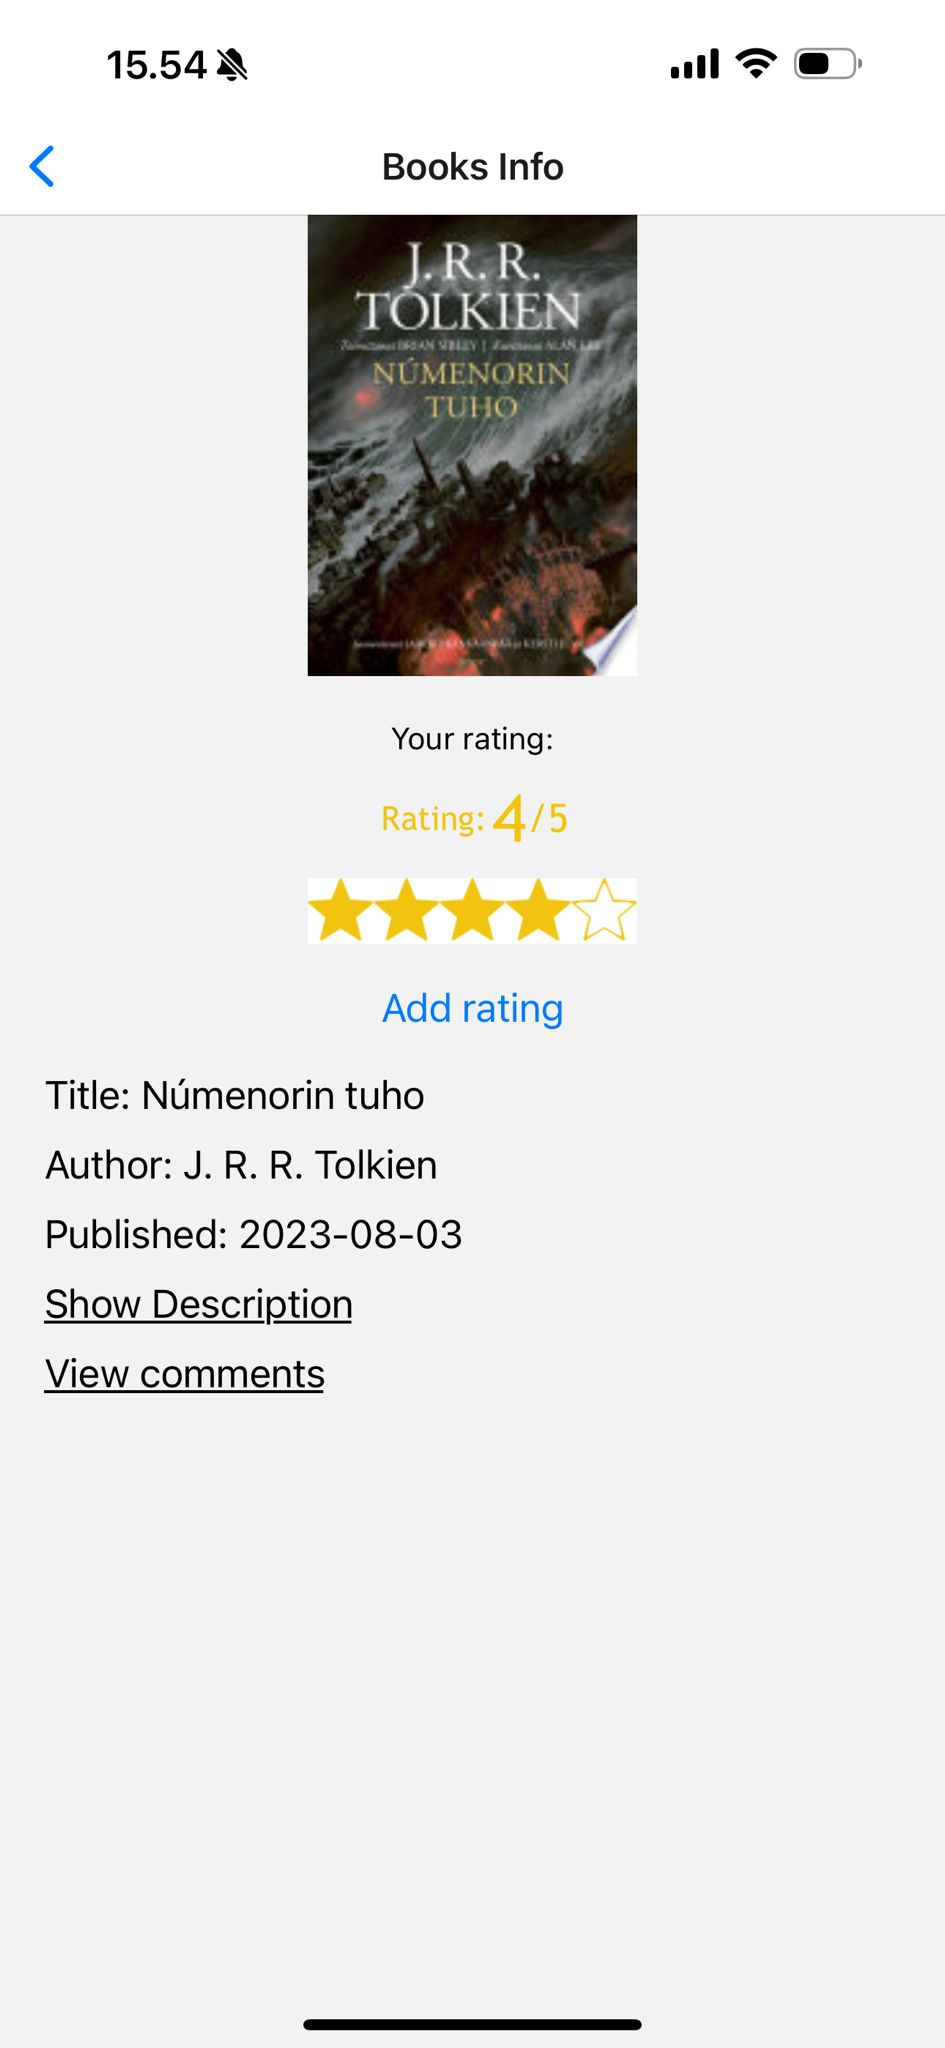 15.54
Books Info
J. R. R.
TOLKIEN
Toimittanut BRIAN SIBLEY | Kuvittanut ALAN LEE
NÚMENORIN
TUHO
Your rating:
Rating: 4/5
Add rating
Title: Númenorin tuho
Author: J. R. R. Tolkien
Published: 2023-08-03
Show Description
View comments